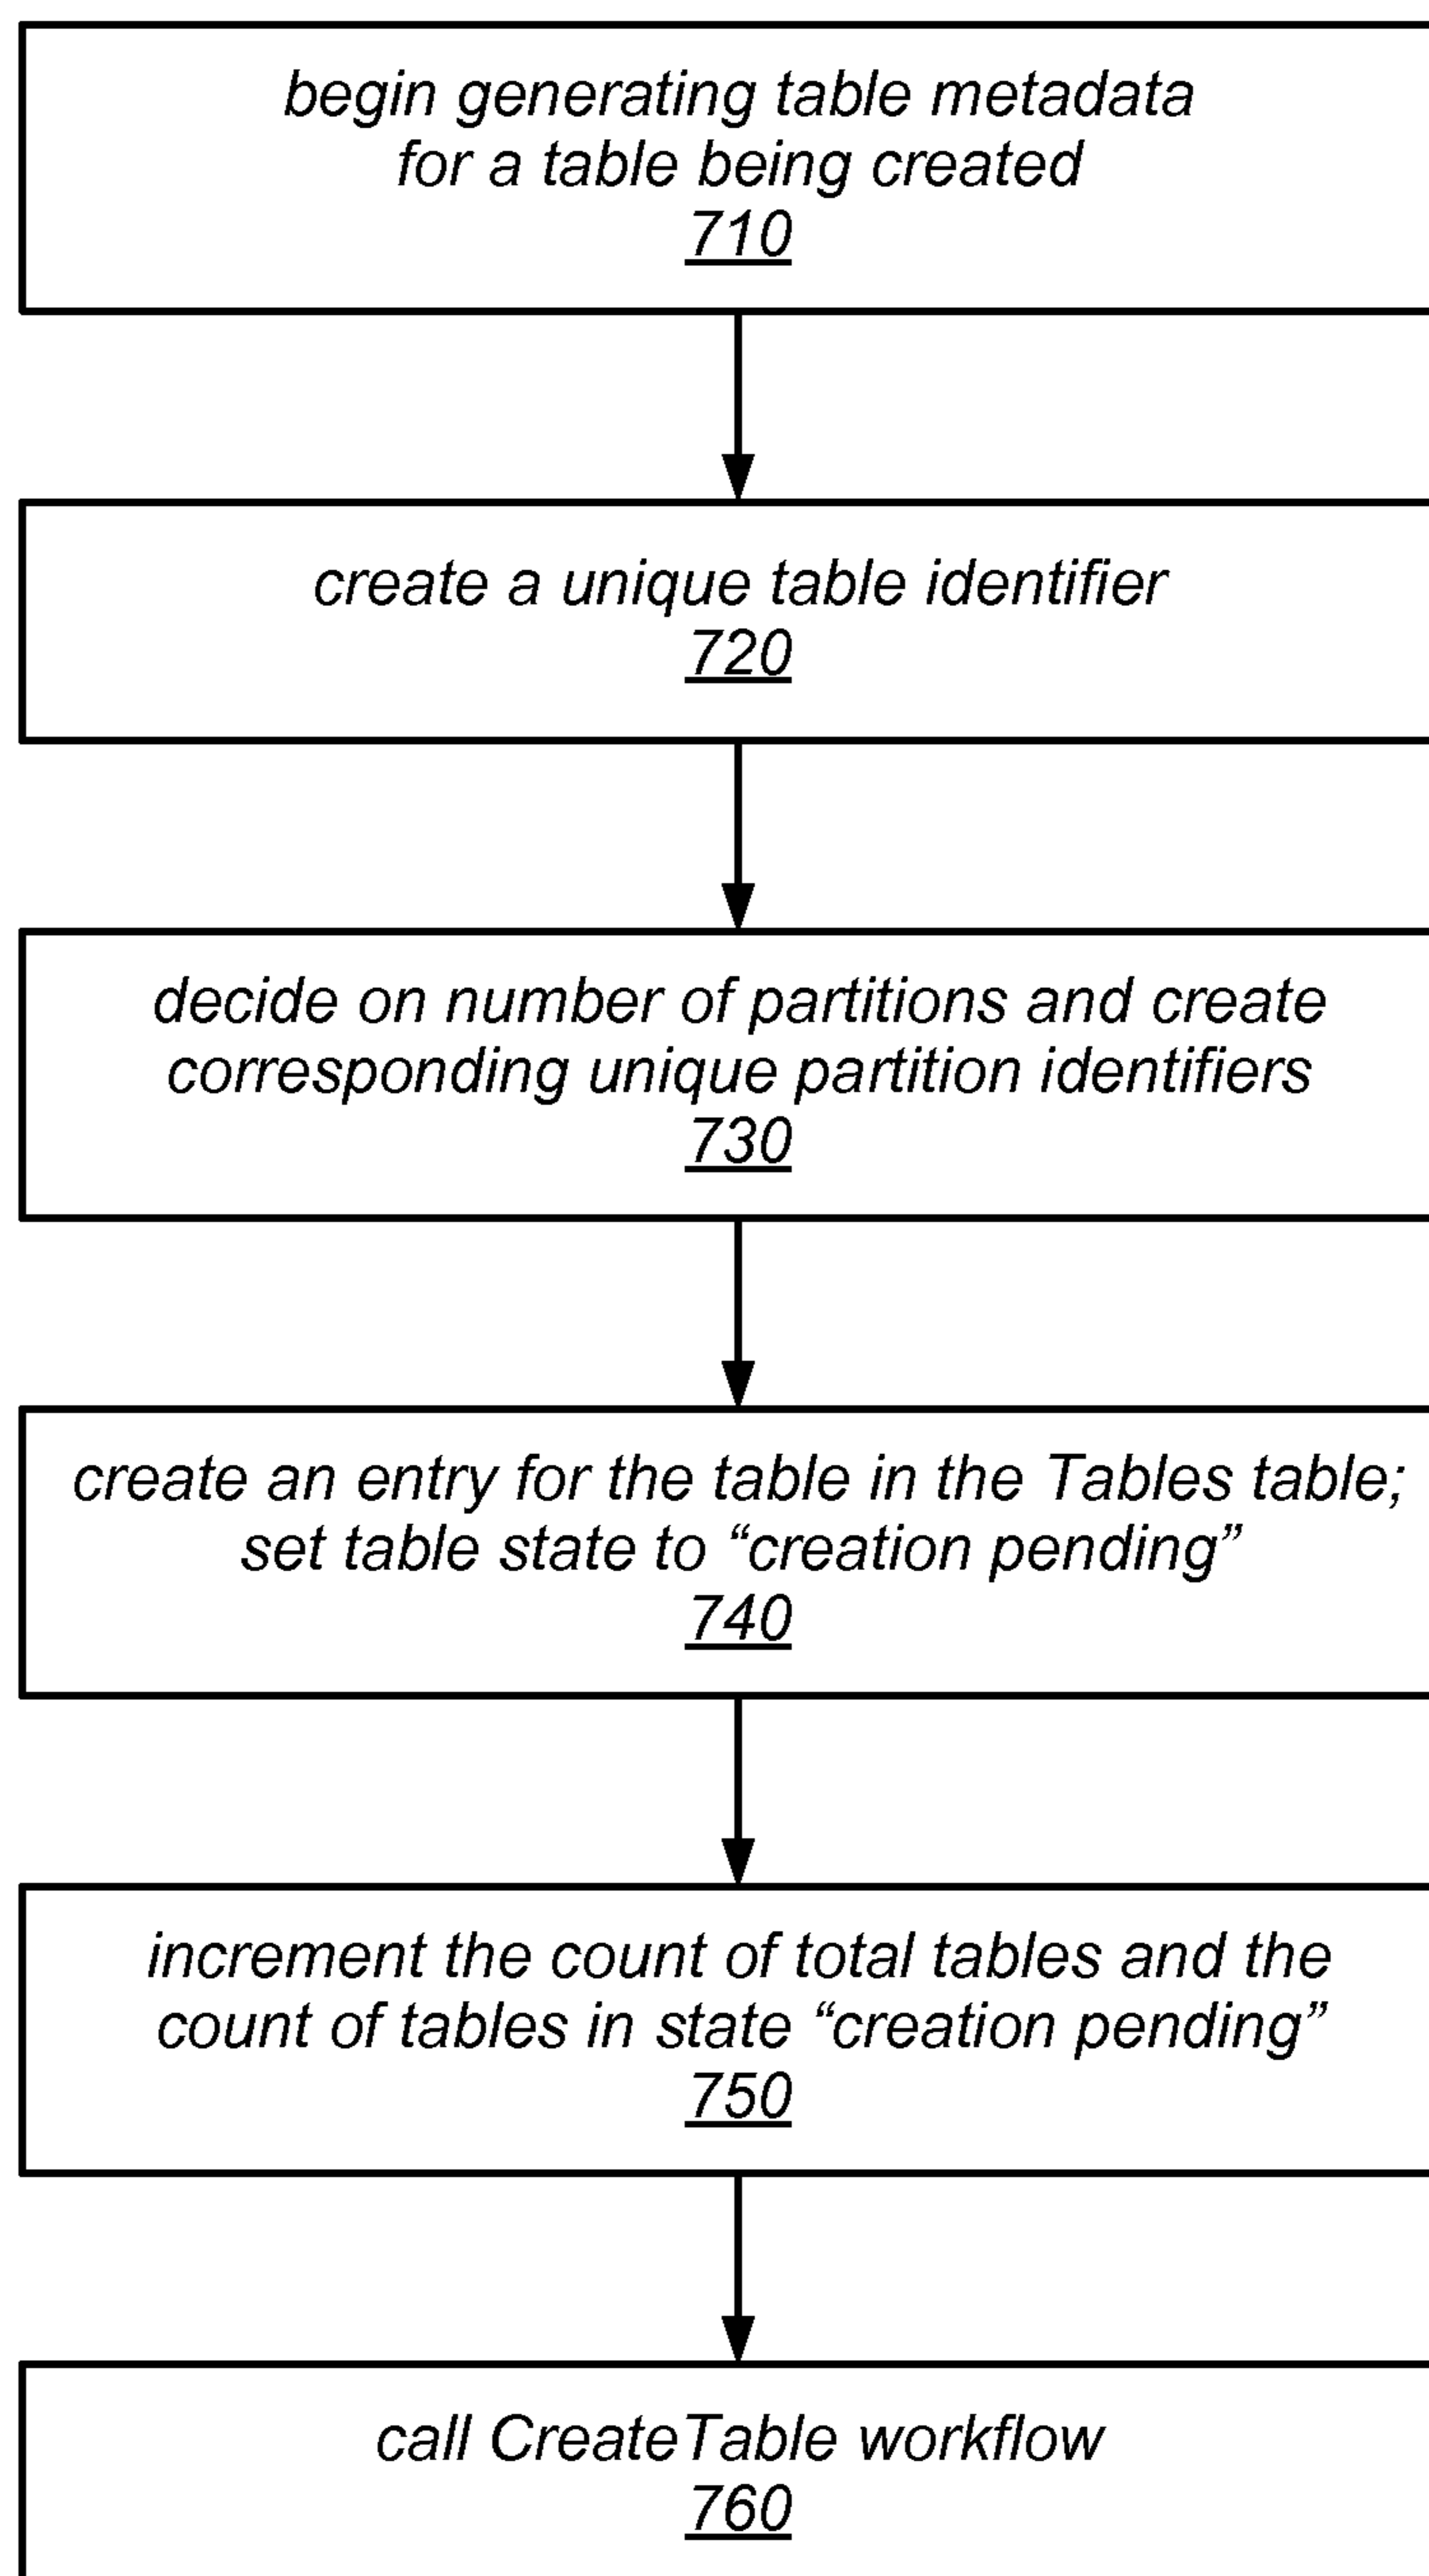 begin generating table metadata
for a table being created
710
create a unique table identifier
720
decide on number of partitions and create
corresponding unique partition identifiers
730
create an entry for the table in the Tables table;
set table state to “creation pending”
740
increment the count of total tables and the
count of tables in state “creation pending”
750
call CreateTable workflow
760